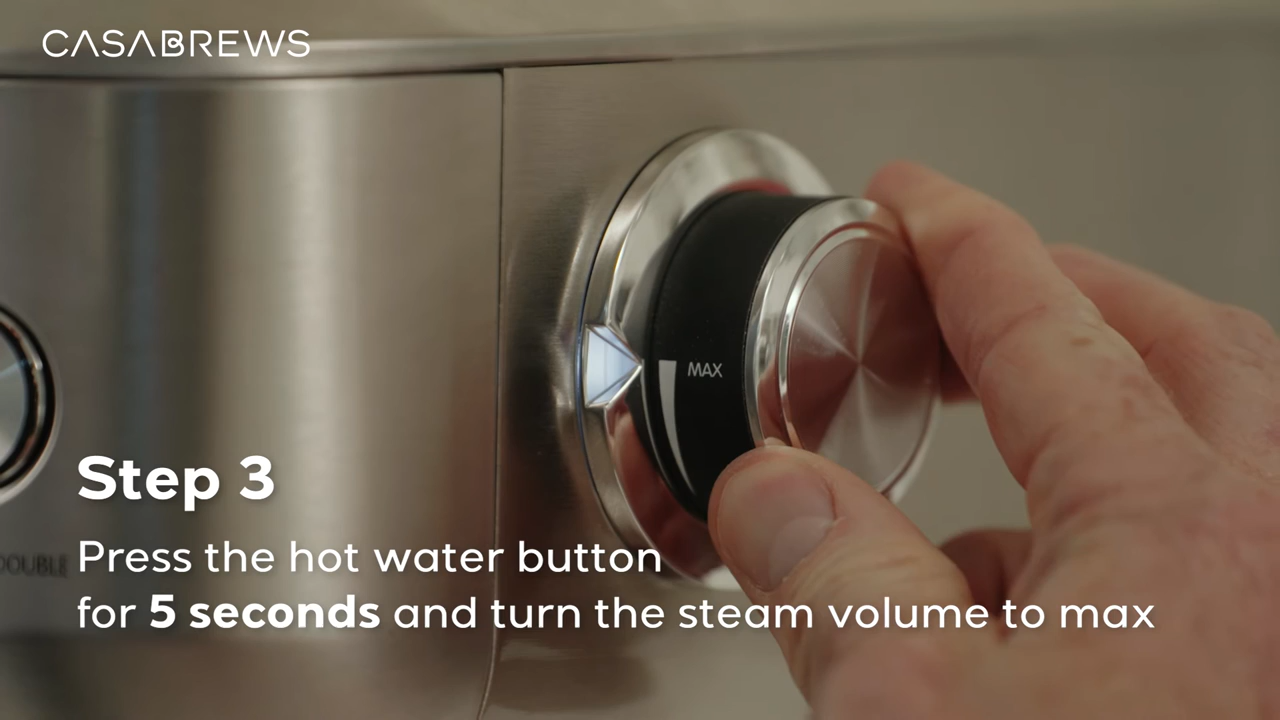 CASABREWS
MAX
Step 3
DOUBLE
Press the hot water button
for 5 seconds and turn the steam volume to max